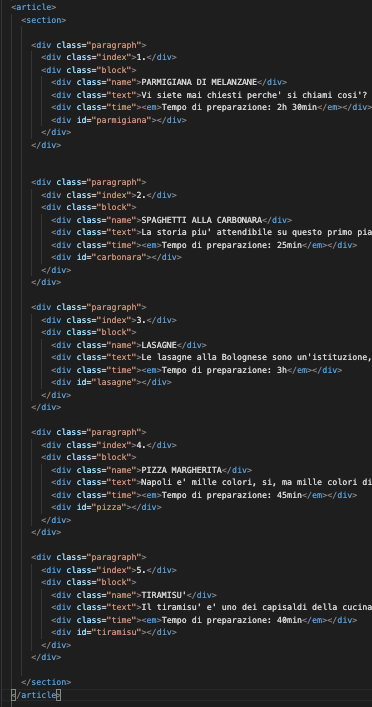 <article>
<section>
<div class="paragraph">
<div class="index">1.</div>
<div class="block">
<div class="name">PARMIGIANA DI MELANZANE</div>
<div class="text">Vi siete mai chiesti perche' si chiami cosi'?
<div class="time"><em>Tempo di preparazione: 2h 30min</em></div>
<div id="parmigiana"></div>
</div>
</div>
<div class="paragraph">
<div class="index">2.</div>
<div class="block">
<div class="name">SPAGHETTI ALLA CARBONARA</div>
<div class="text">La storia piu' attendibile su questo primo pia
<div class="time"><em>Tempo di preparazione: 25min</em></div>
<div id="carbonara"></div>
</div>
</div>
<div class="paragraph">
<div class="index">3.</div>
<div class="block">
<div class="name">LASAGNE</div>
<div class="text">Le lasagne alla Bolognese sono un'istituzione,
<div class="time"><em>Tempo di preparazione: 3h</em></div>
<div id="lasagne"></div>
</div>
</div>
<div class="paragraph">
<div class="index">4.</div>
<div class="block">
<div class="name">PIZZA MARGHERITA</div>
<div class="text">Napoli e' mille colori, si, ma mille colori di
<div class="time"><em>Tempo di preparazione: 45min</em></div>
<div id="pizza"></div>
</div>
</div>
<div class="paragraph">
<div class="index">5.</div>
<div class="block">
<div class="name">TIRAMISU'</div>
<div class="text">Il tiramisu' e' uno dei capisaldi della cucina
<div class="time"><em>Tempo di preparazione: 40min</em></div>
<div id="tiramisu"></div>
</div>
</div>
</section>
</article>